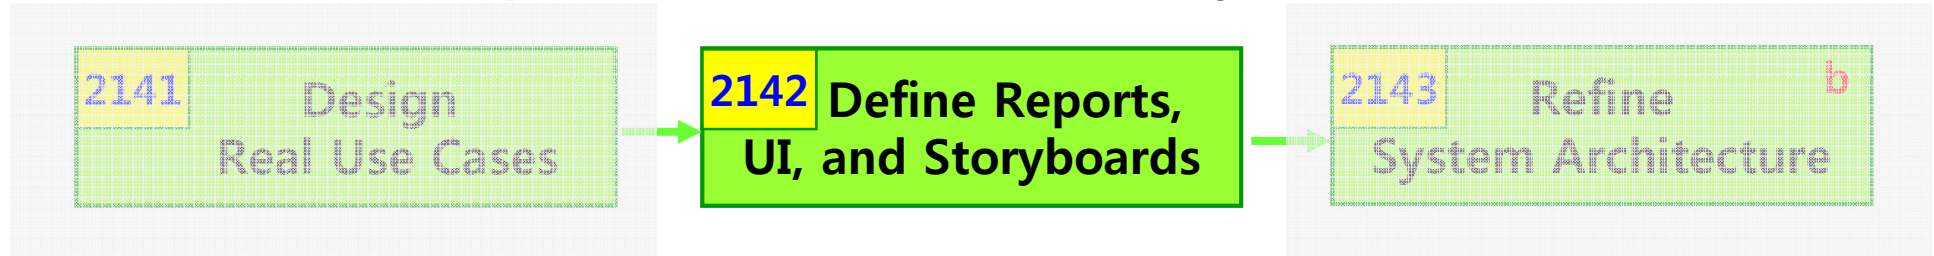 2141
Design
Real Use Cases
2142
Define Reports,
UI, and Storyboards
2143
Refine
b
System Architecture